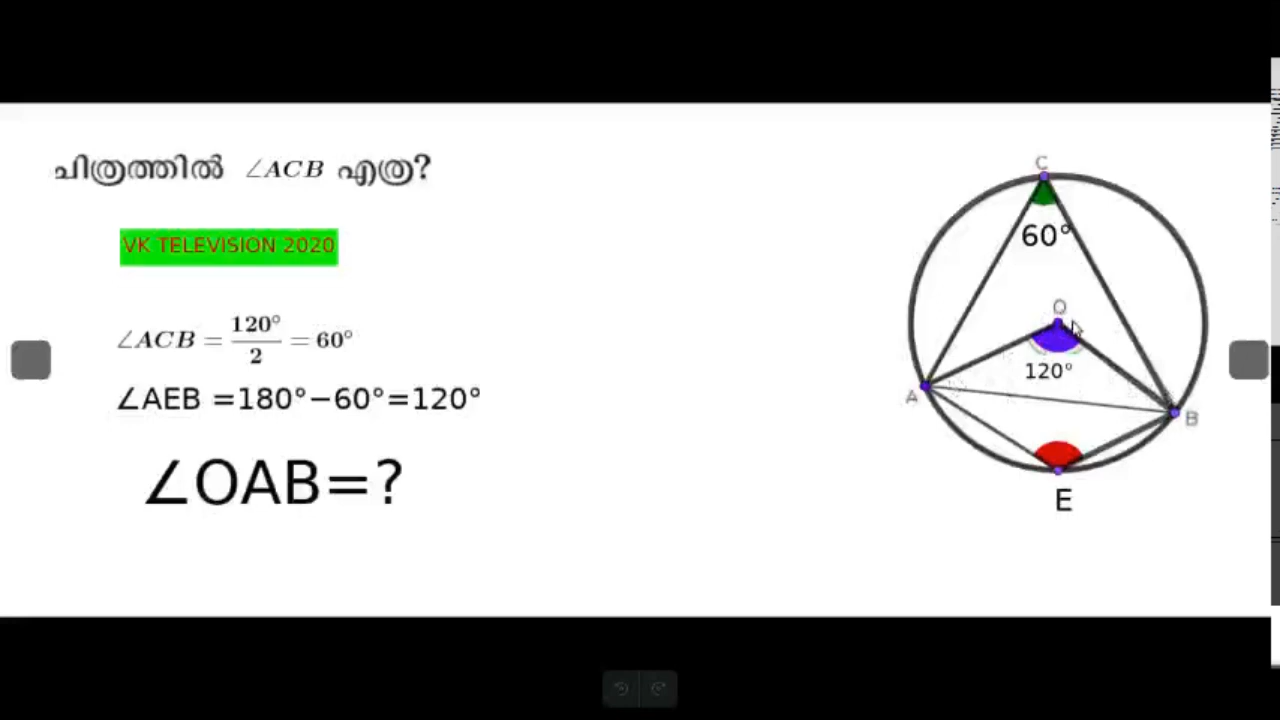 ചിത്രത്തിൽ ∠ACB എത്ര?
VK TELEVISION 2020
∠ACB = 120°/2 = 60°
∠AEB =180°−60°=120°
∠OAB=?
C
60°
O
120°
A
B
E